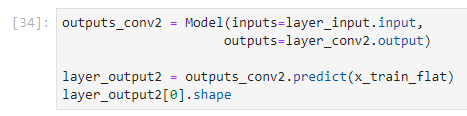 [34]: outputs_conv2 = Model(inputs=layer_input.input,
outputs=layer_conv2.output)
layer_output2 = outputs_conv2.predict(x_train_flat)
layer_output2[0].shape